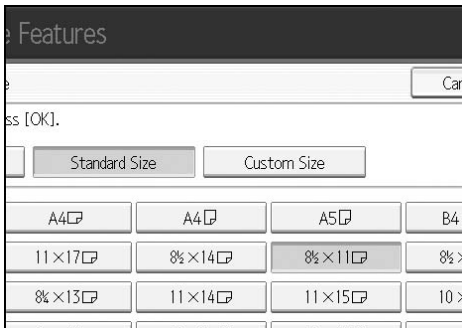 e Features
ss [OK].
Standard Size Custom Size
A4 A4 A5 B4
11×17 8½×14 8½×11 8½×
8¼×13 11×14 11×15 10×
Car